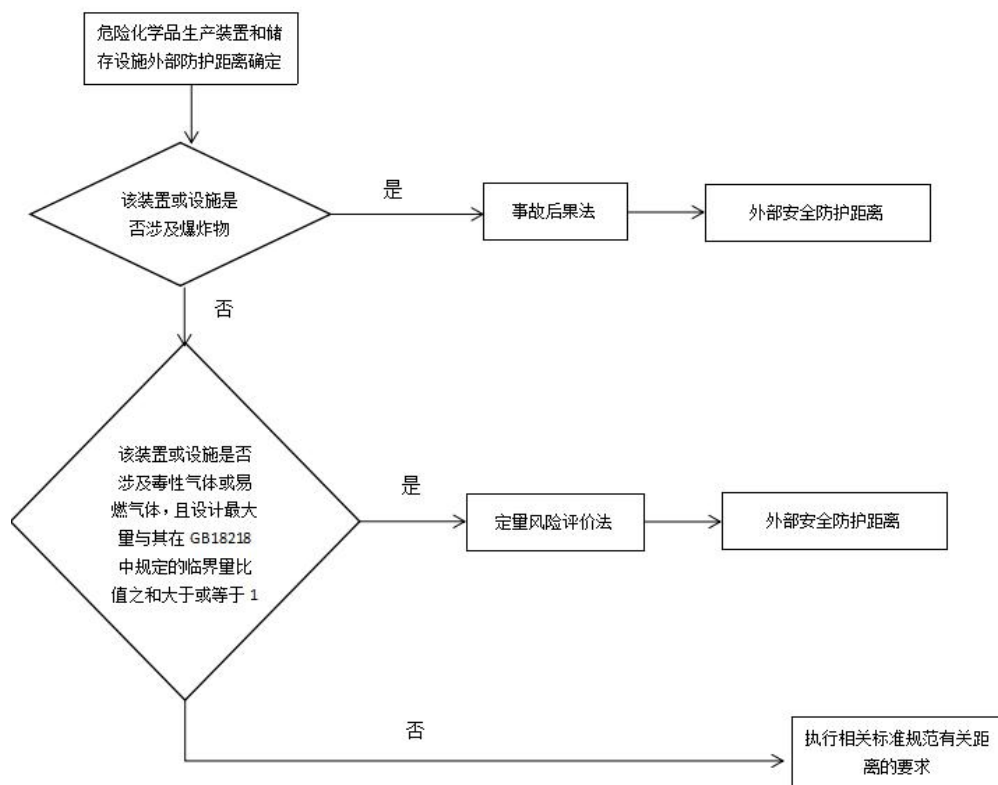 危险化学品生产装置和储
存设施外部防护距离确定
该装置或设施是
否涉及爆炸物
是
事故后果法
外部安全防护距离
否
该装置或设施是否
涉及毒性气体或易
燃气体，且设计最大
量与其在 GB18218
中规定的临界量比
值之和大于或等于 1
是
定量风险评价法
外部安全防护距离
否
执行相关标准规范有关距
离的要求